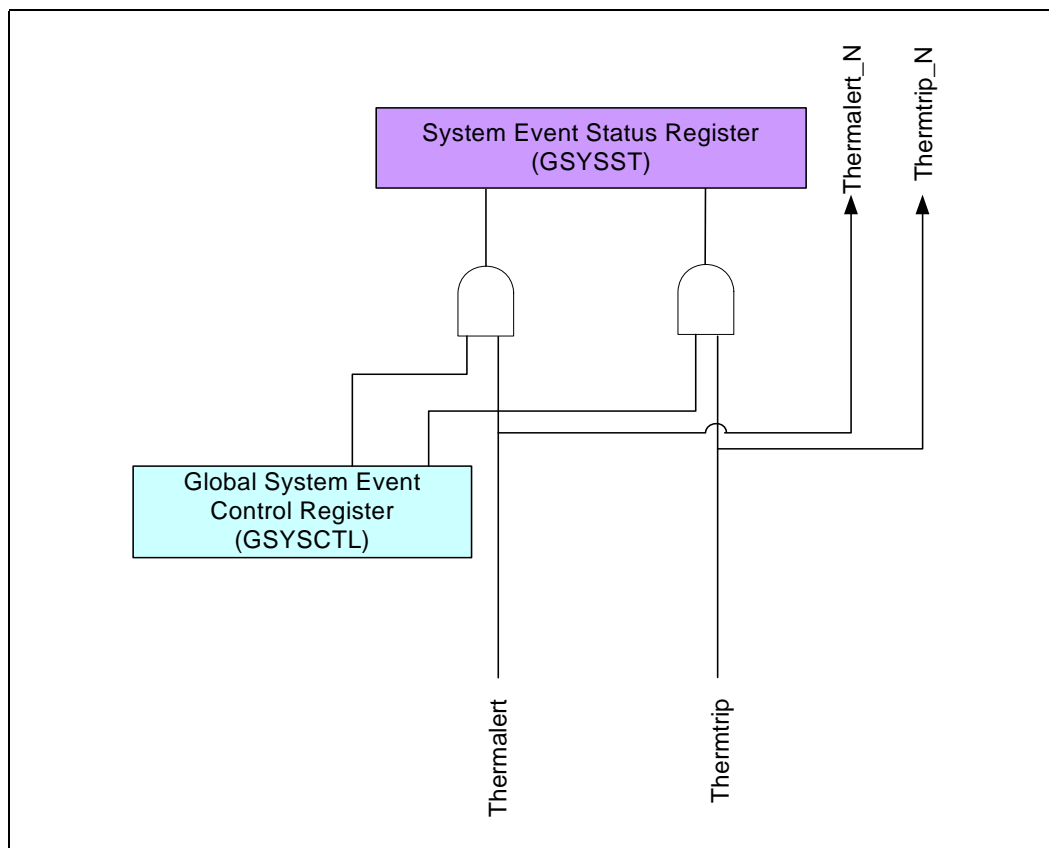 Thermalert_N
Thermtrip_N
System Event Status Register
(GSYSST)
Global System Event
Control Register
(GSYSCTL)
Thermalert
Thermtrip